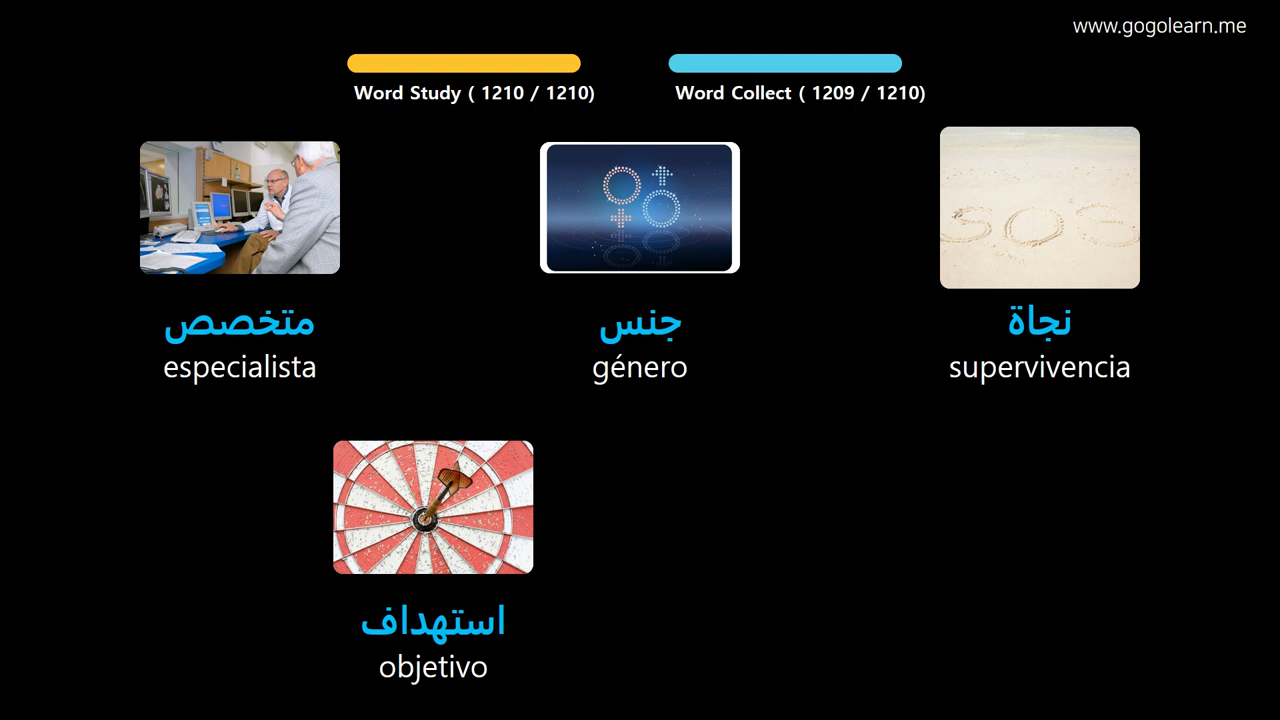 www.gogolearn.me
Word Study ( 1210 / 1210)
Word Collect ( 1209 / 1210)
SOS
متخصص
especialista
جنس
género
نجاة
supervivencia
استهداف
objetivo